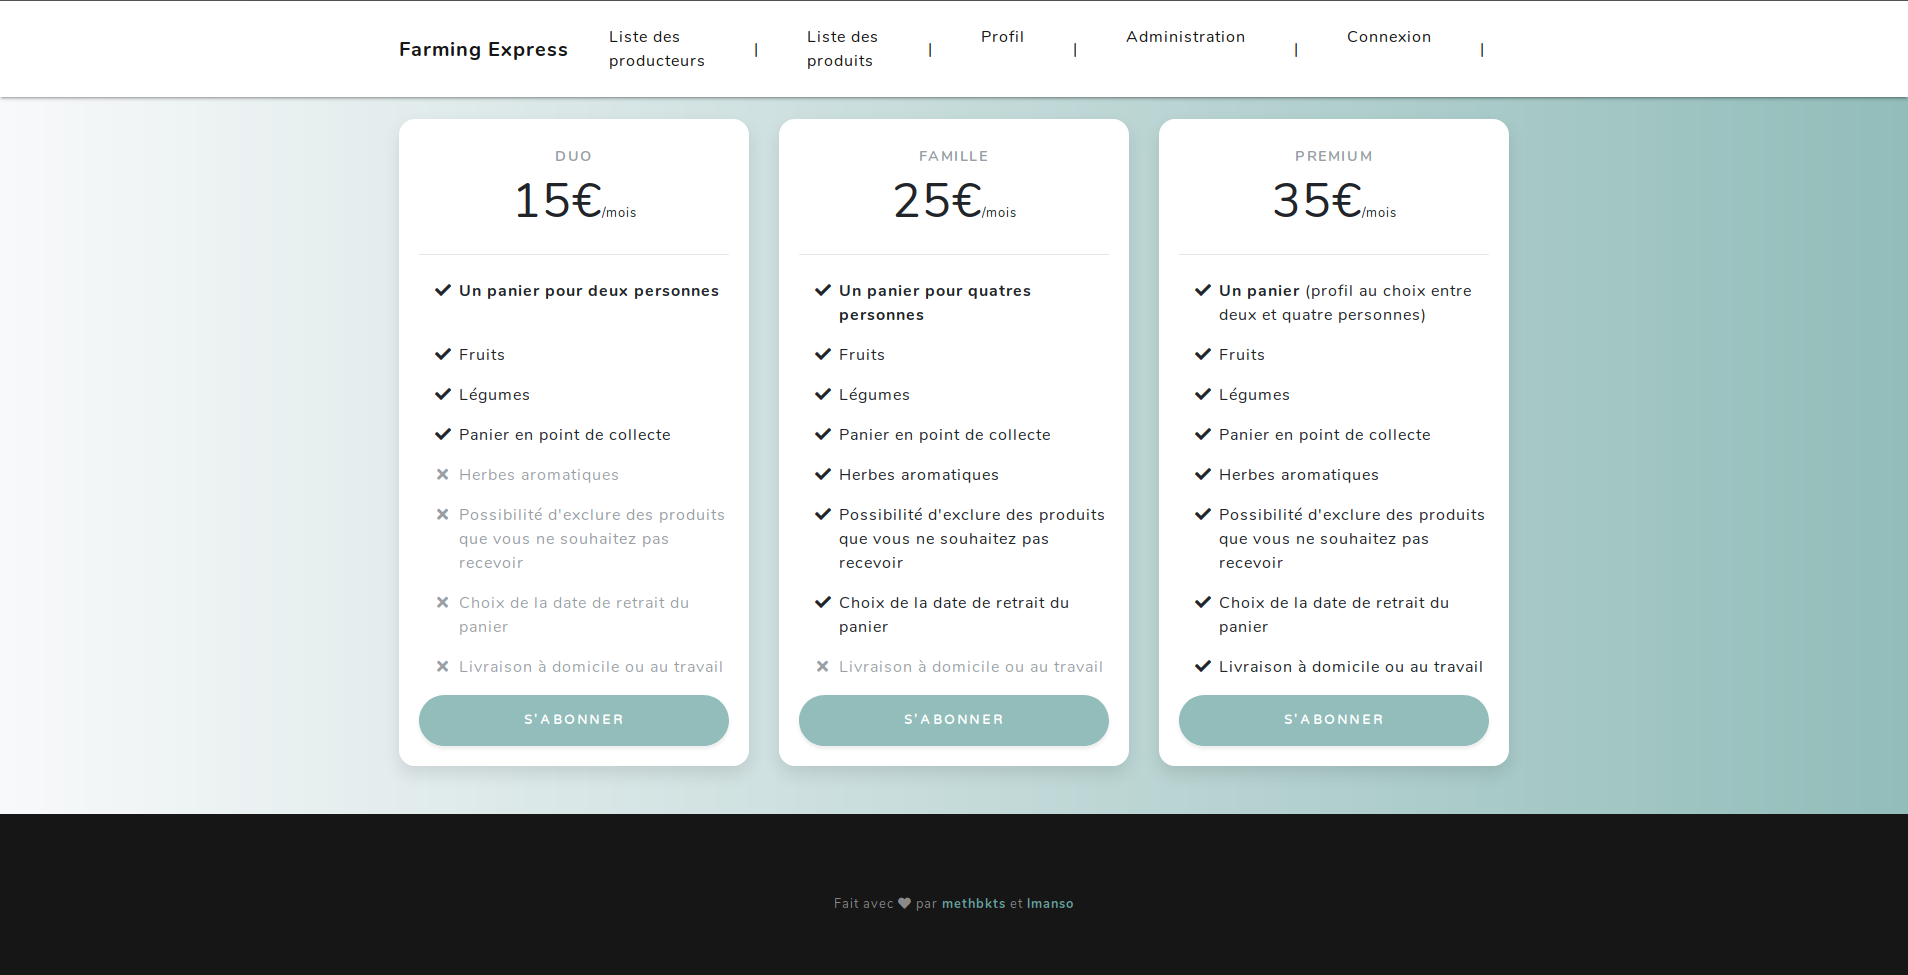 Farming Express
Liste des
producteurs
|
Liste des
produits
|
Profil
|
Administration
|
Connexion
|
DUO
15€/mois
Un panier pour deux personnes
Fruits
Légumes
Panier en point de collecte
Herbes aromatiques
Possibilité d'exclure des produits
que vous ne souhaitez pas
recevoir
Choix de la date de retrait du
panier
Livraison à domicile ou au travail
S'ABONNER
FAMILLE
25€/mois
Un panier pour quatres
personnes
Fruits
Légumes
Panier en point de collecte
Herbes aromatiques
Possibilité d'exclure des produits
que vous ne souhaitez pas
recevoir
Choix de la date de retrait du
panier
Livraison à domicile ou au travail
S'ABONNER
PREMIUM
35€/mois
Un panier (profil au choix entre
deux et quatre personnes)
Fruits
Légumes
Panier en point de collecte
Herbes aromatiques
Possibilité d'exclure des produits
que vous ne souhaitez pas
recevoir
Choix de la date de retrait du
panier
Livraison à domicile ou au travail
S'ABONNER
Fait avec ♥ par methbkts et lmanso